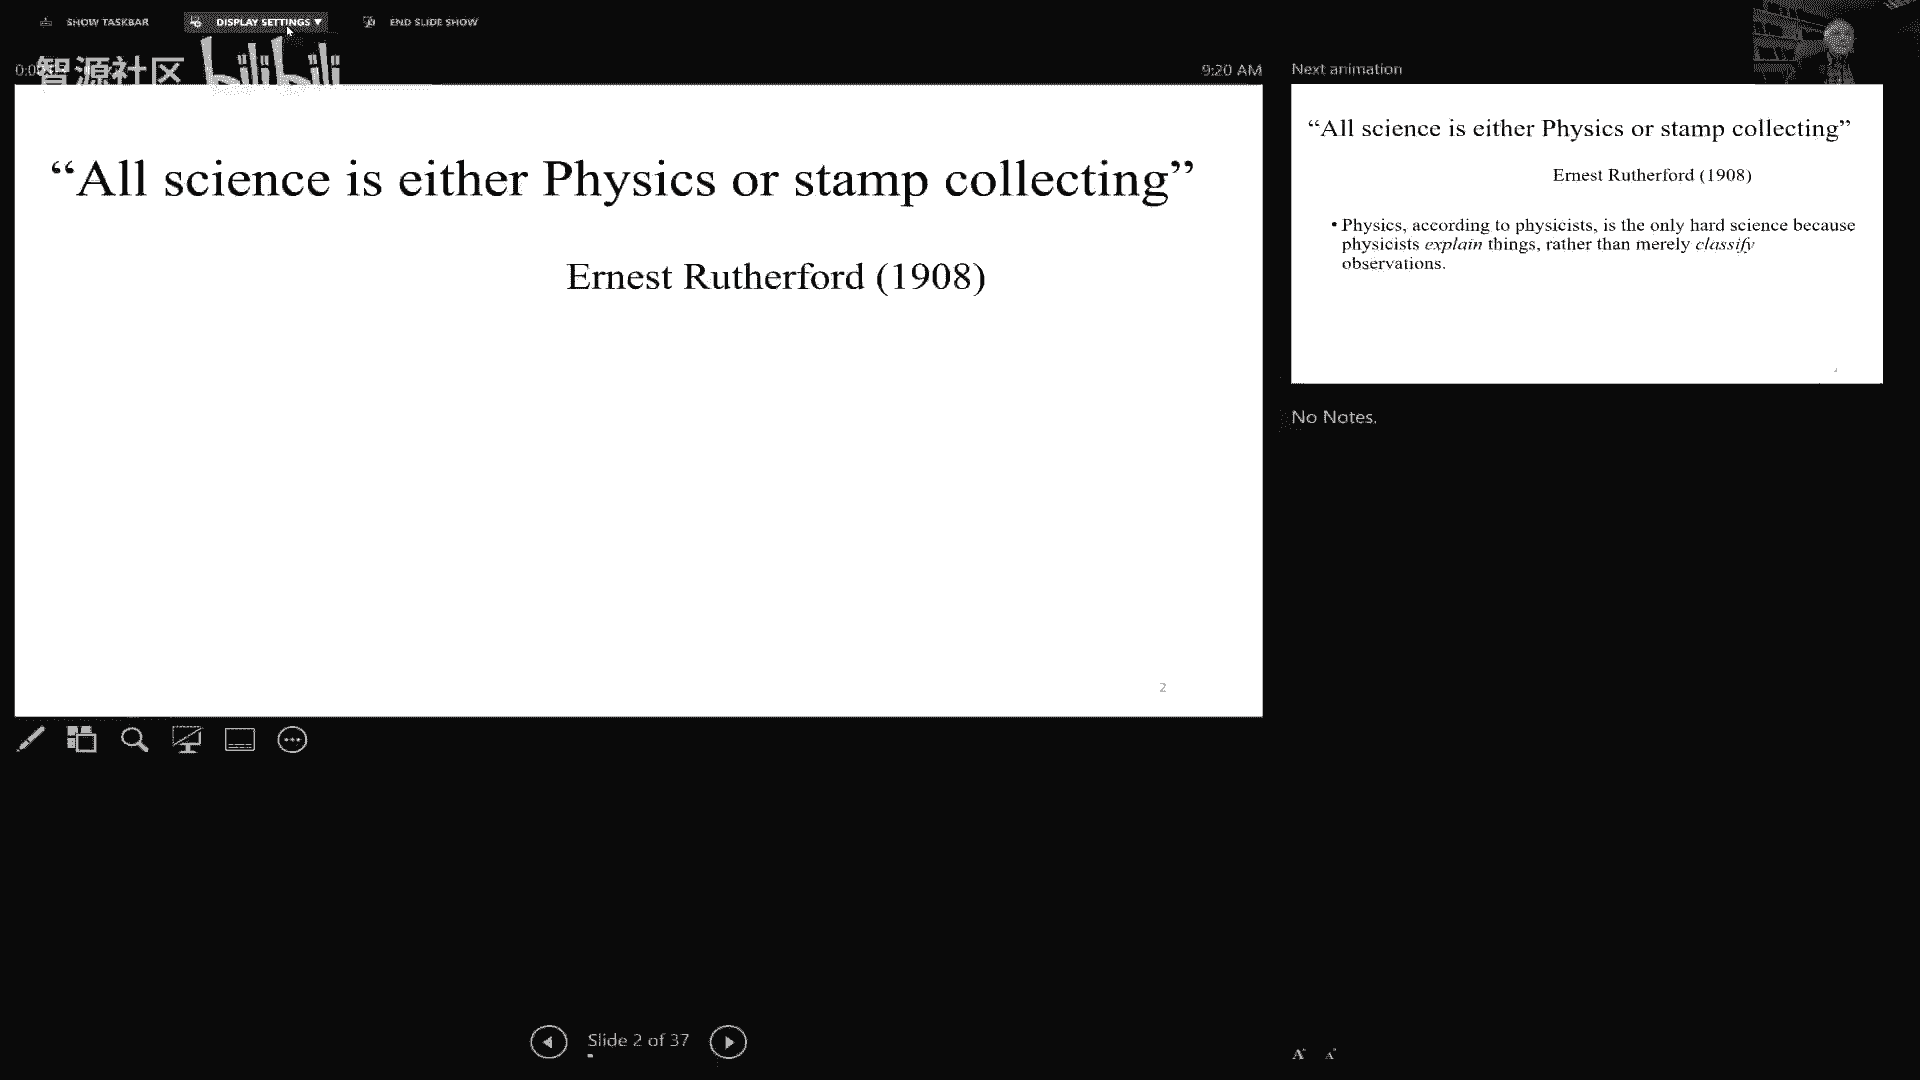 SHOW TASKBAR
DISPLAY SETTINGS ▼
END SLIDE SHOW
智源社区 bilibili
9:20 AM
Next animation
“All science is either Physics or stamp collecting”
Ernest Rutherford (1908)
2
“All science is either Physics or stamp collecting”
Ernest Rutherford (1908)
• Physics, according to physicists, is the only hard science because
physicists explain things, rather than merely classify
observations.
No Notes.
Slide 2 of 37
A A